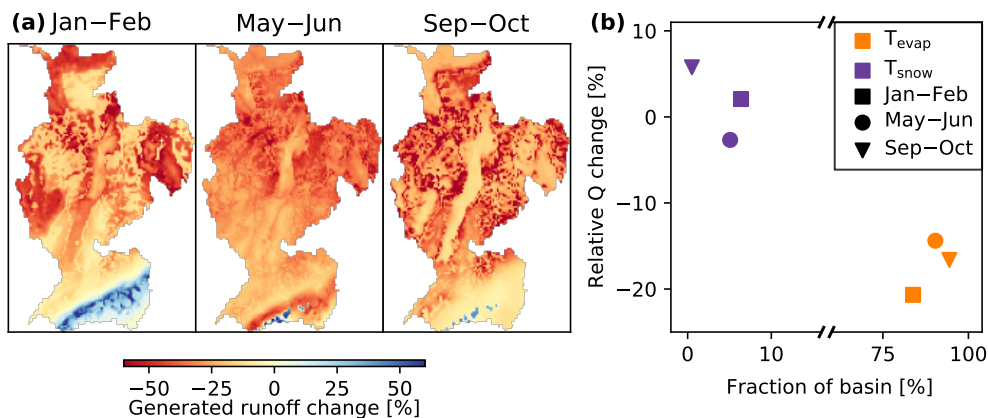 (a) Jan−Feb May−Jun Sep−Oct
−50 −25 0 25 50
Generated runoff change [%]
(b)
Relative Q change [%]
10
0
−10
−20
0 10 75 100
Fraction of basin [%]
T_evap
T_snow
Jan−Feb
May−Jun
Sep−Oct